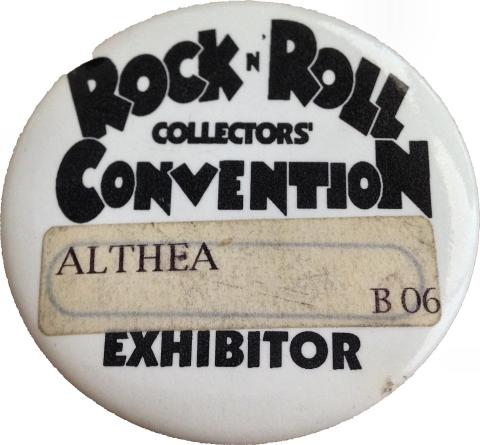 ROCK N' ROLL
COLLECTORS'
CONVENTION
ALTHEA
B 06
EXHIBITOR